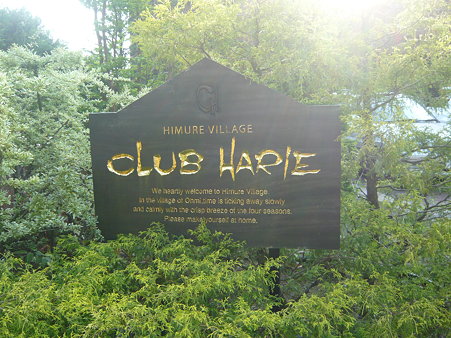 HIMURE VILLAGE
CLUB HARIE
We heartily welcome to Himure Village.
In the village of Ohmi, time is ticking away slowly
and calmly with the crisp breeze of the four seasons.
Please make yourself at home.